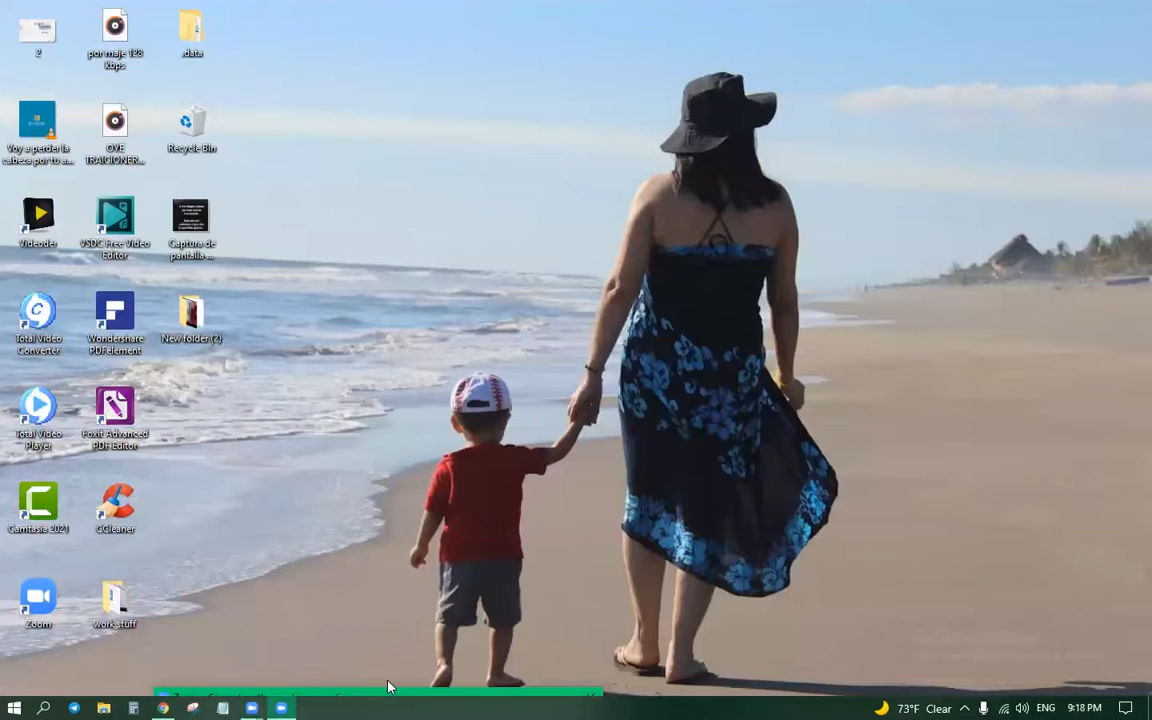 2
por maje 128
kbps
.data
Voy a perder la
cabeza por tu a...
OYE
TRAICIONER...
Recycle Bin
Videoder
VSDC Free Video
Editor
Captura de
pantalla ...
Total Video
Converter
Wondershare
PDFelement
New folder (2)
Total Video
Player
Foxit Advanced
PDF Editor
Camtasia 2021
CCleaner
Zoom
work stuff
73°F Clear
ENG
9:18 PM